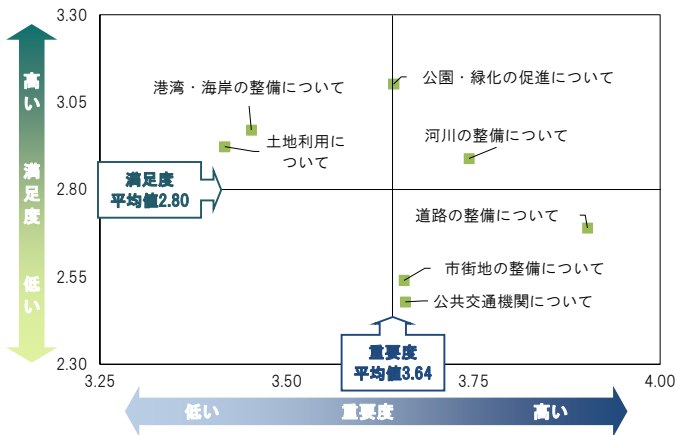 3.30
3.05
2.80
2.55
2.30
高い
満足度
低い
港湾・海岸の整備について
土地利用に
ついて
公園・緑化の促進について
河川の整備について
満足度
平均値2.80
道路の整備について
市街地の整備について
公共交通機関について
重要度
平均値3.64
3.25
3.50
3.75
4.00
低い
重要度
高い